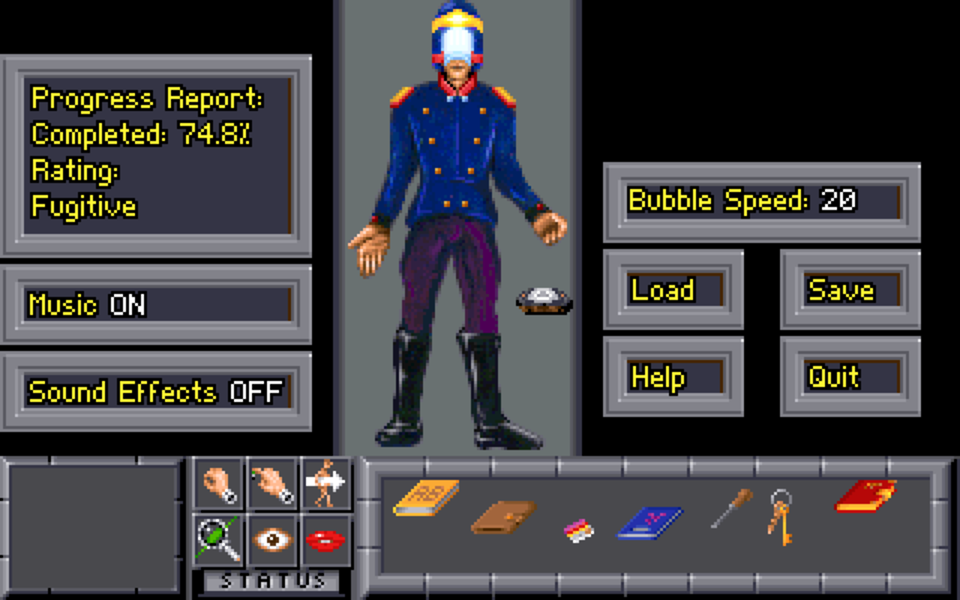 Progress Report:
Completed: 74.8%
Rating:
Fugitive
Music ON
Sound Effects OFF
Bubble Speed: 20
Load
Save
Help
Quit
STATUS